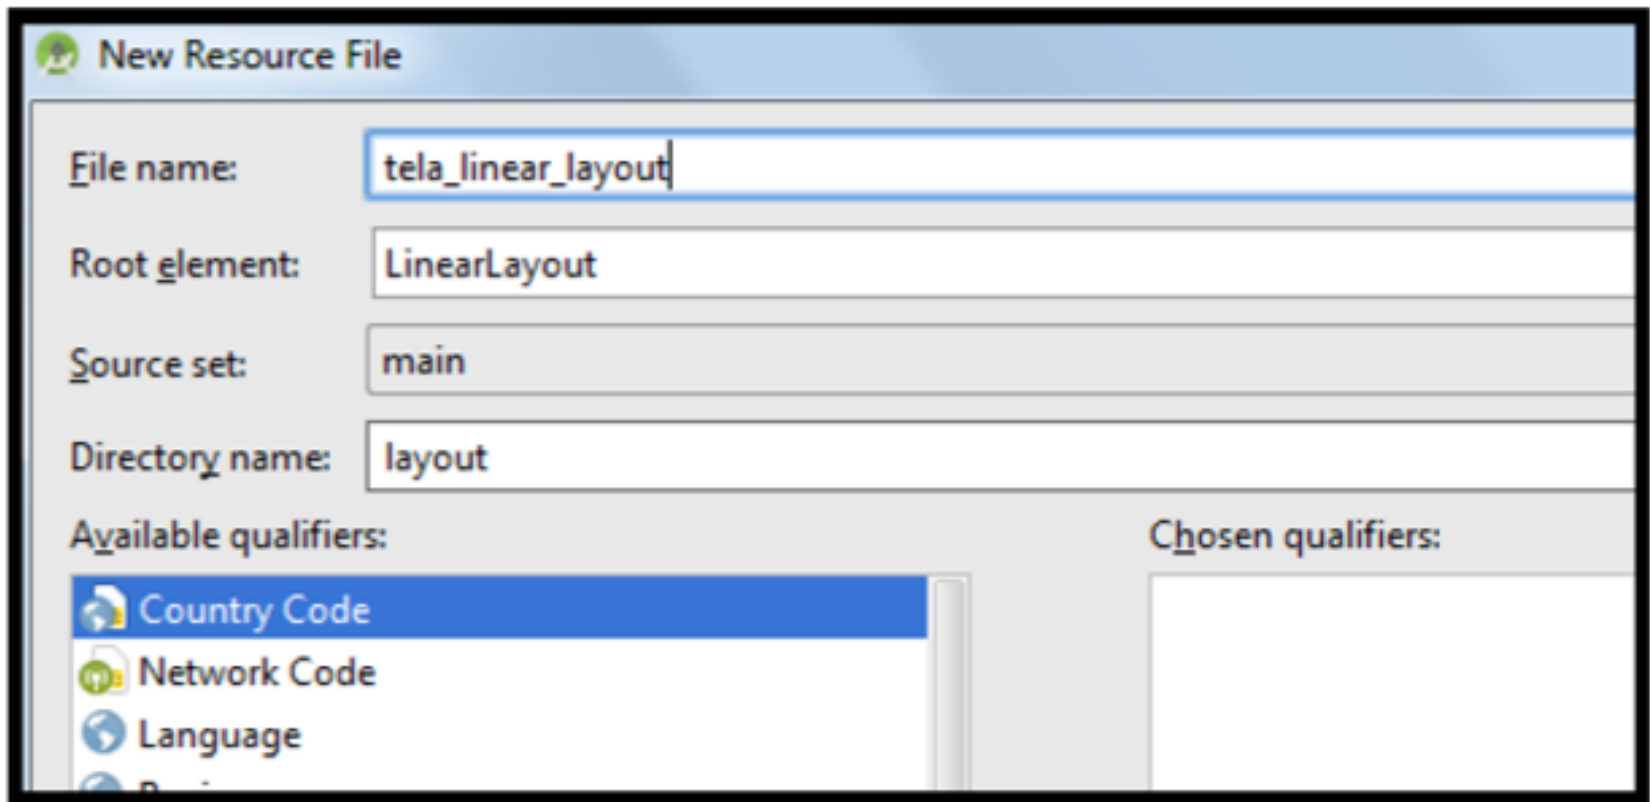 New Resource File
File name: tela_linear_layout
Root element: LinearLayout
Source set: main
Directory name: layout
Available qualifiers: Chosen qualifiers:
Country Code
Network Code
Language